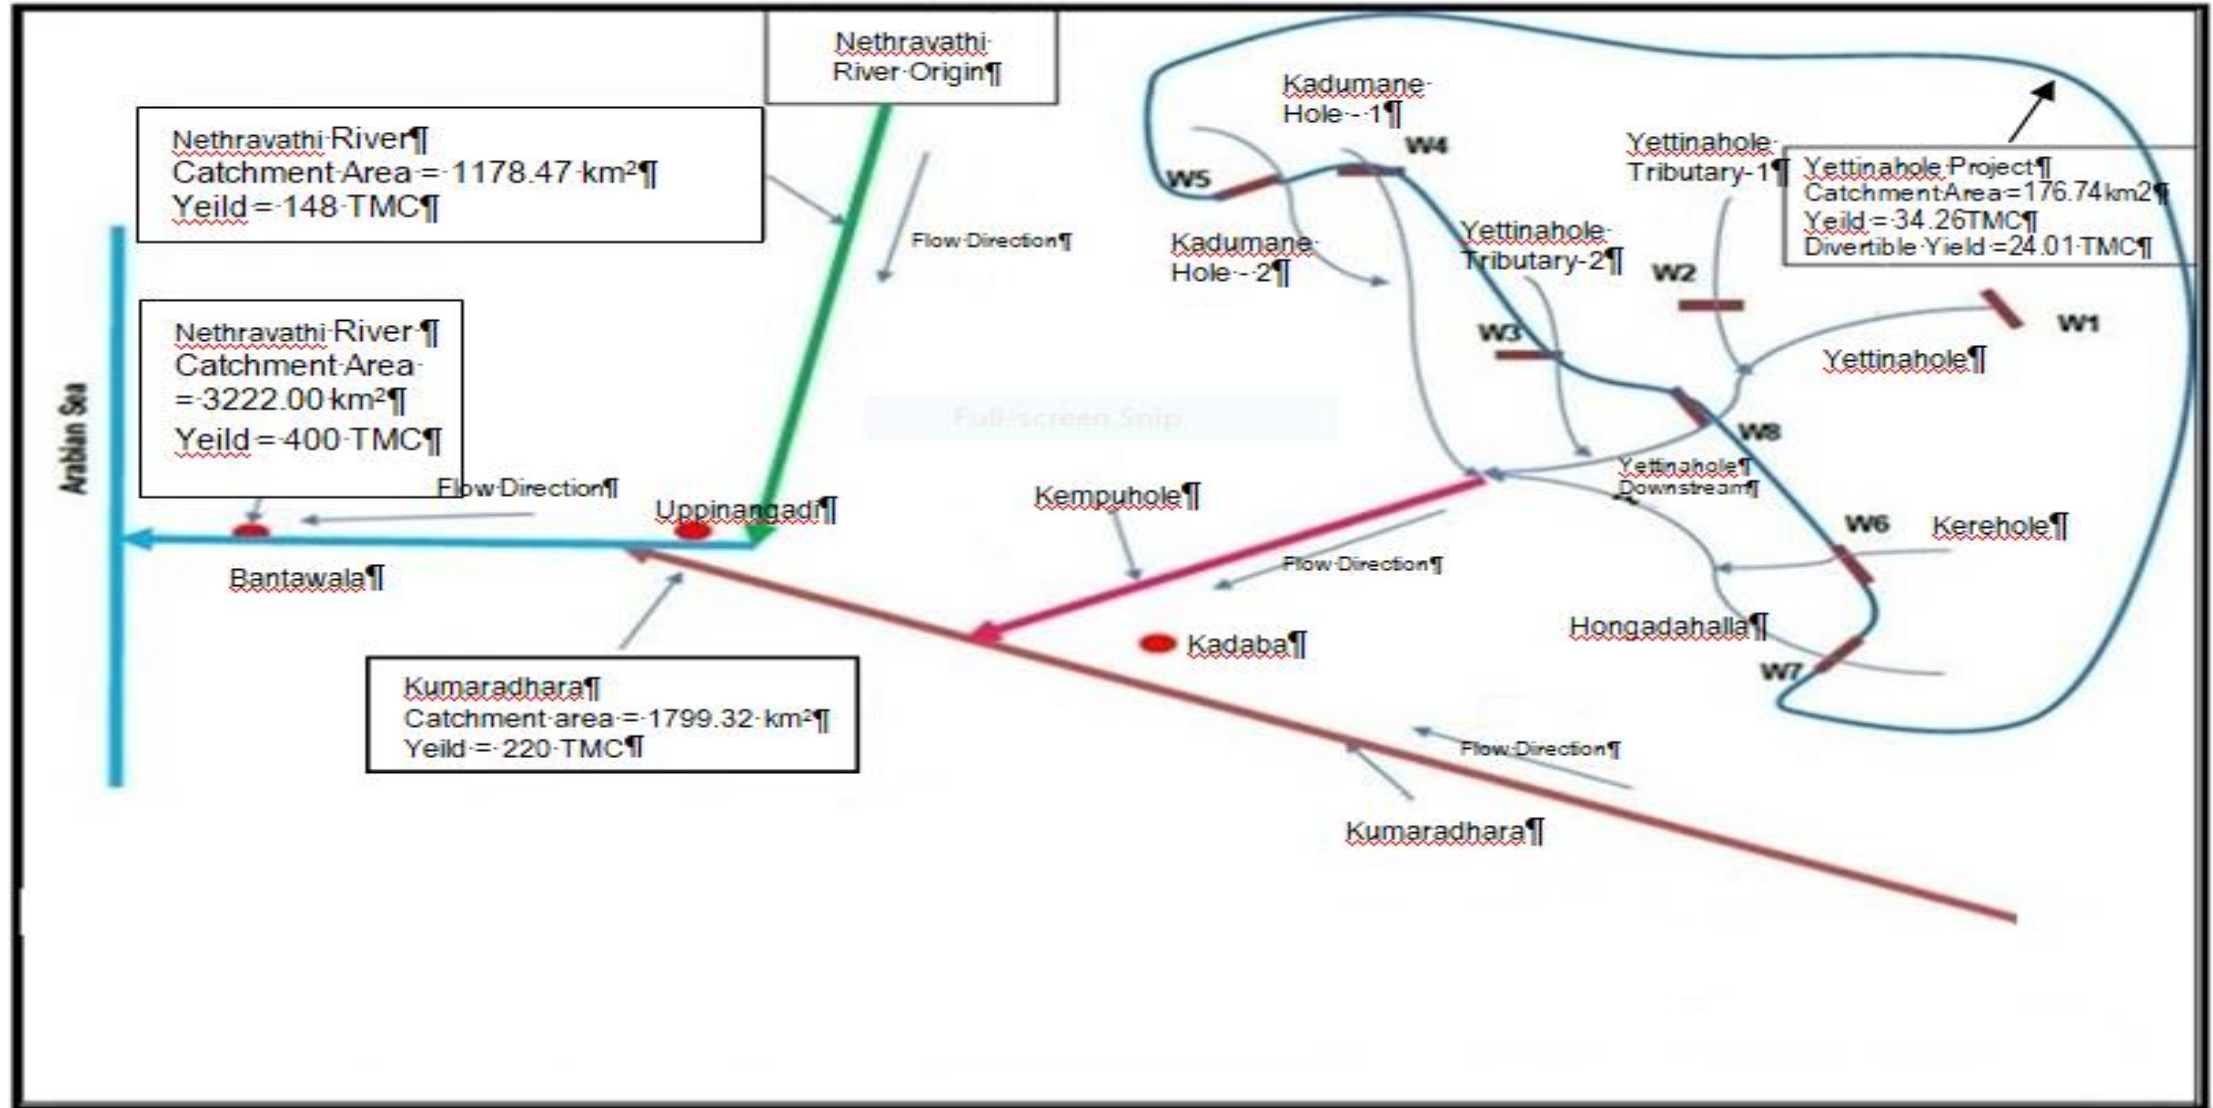 Nethravathi
River Origin¶
Nethravathi River¶
Catchment Area = 1178.47 km²¶
Yeild = 148 TMC¶
Flow Direction¶
Kadumane
Hole - 1¶
W4
W5
Kadumane
Hole - 2¶
Yettinahole
Tributary-1¶
Yettinahole Project¶
Catchment Area=176.74km2¶
Yeild = 34.26TMC¶
Divertible Yield =24.01 TMC¶
Yettinahole
Tributary-2¶
W2
W1
W3
Yettinahole¶
W8
Nethravathi River ¶
Catchment Area
= 3222.00 km²¶
Yeild = 400 TMC¶
Arabian Sea
Full-screen Snip
Flow Direction¶
Uppinangadi¶
Kempuhole¶
Yettinahole¶
Downstream¶
W6
Kerehole¶
Flow Direction¶
Bantawala¶
Kadaba¶
Hongadahalla¶
W7
Kumaradhara¶
Catchment area = 1799.32 km²¶
Yeild = 220 TMC¶
Flow Direction¶
Kumaradhara¶